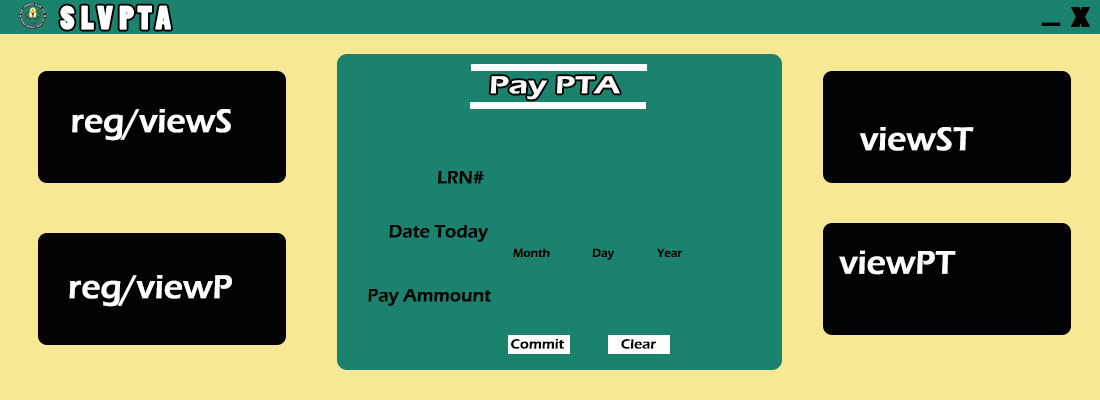 SLVPTA
_ X
reg/viewS
reg/viewP
Pay PTA
LRN#
Date Today
Month Day Year
Pay Ammount
Commit Clear
viewST
viewPT